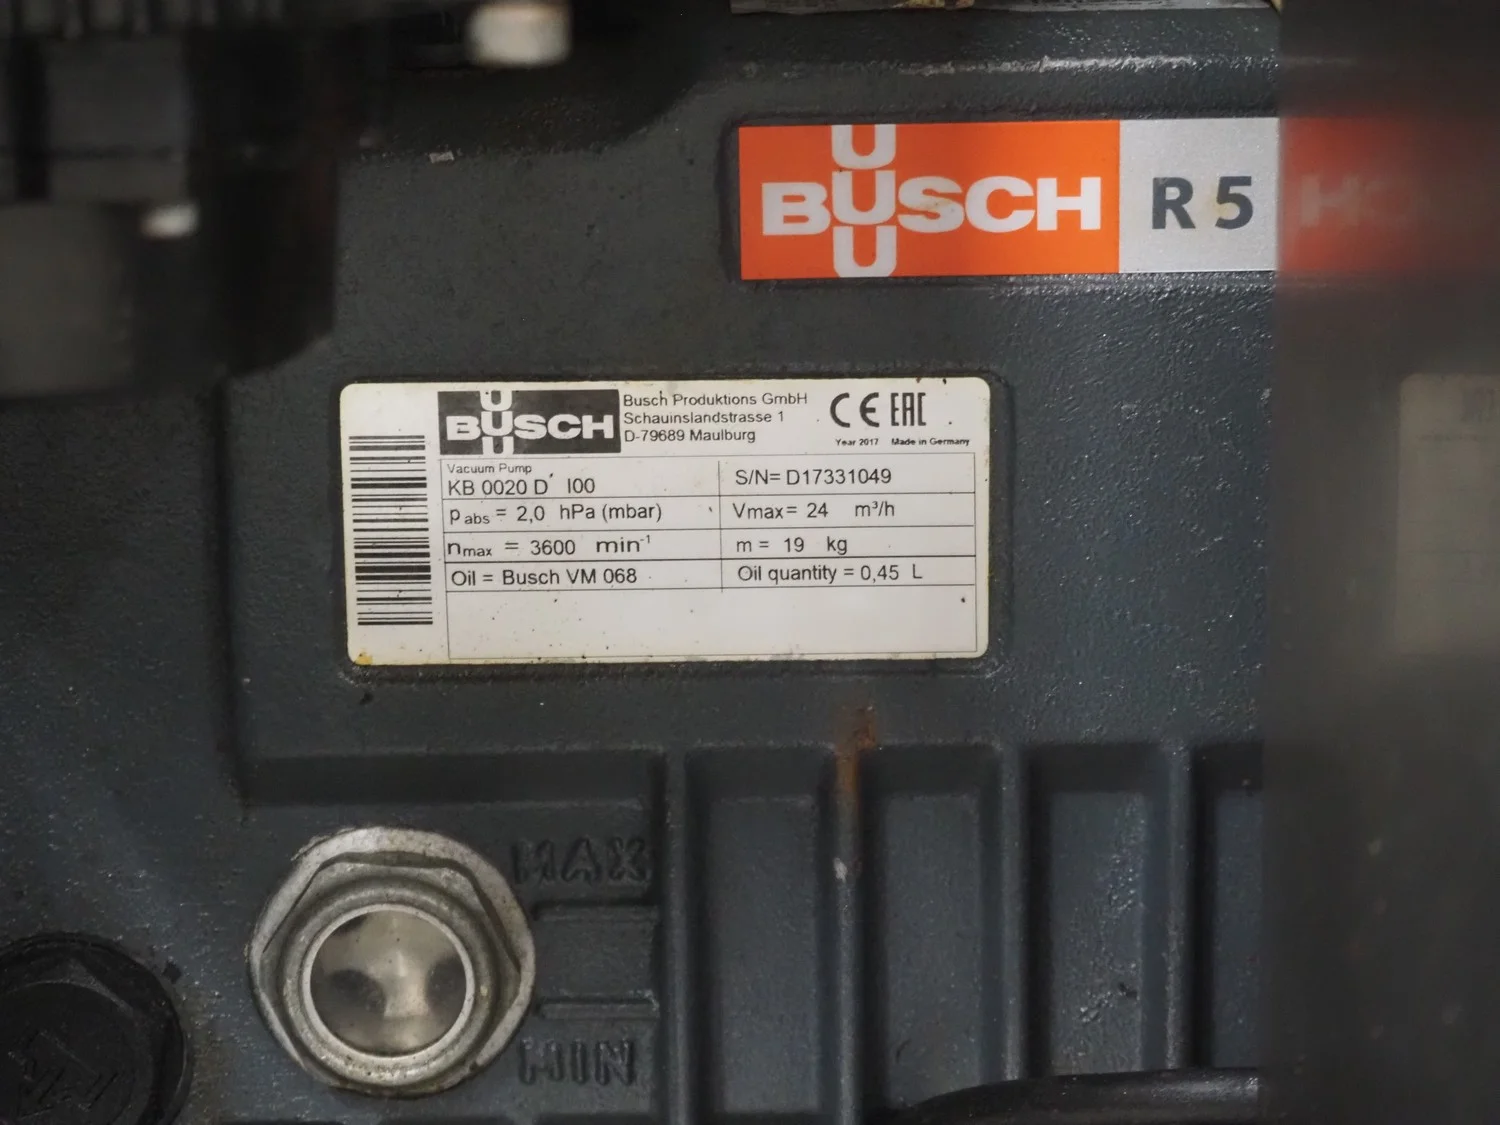 BUSCH
R 5
BUSCH
Busch Produktions GmbH
Schauinslandstrasse 1
D-79689 Maulburg
CE EAC
Year 2017 Made in Germany
Vacuum Pump
KB 0020 D I00
S/N= D17331049
p abs = 2,0 hPa (mbar)
Vmax= 24 m³/h
nmax = 3600 min-1
m = 19 kg
Oil = Busch VM 068
Oil quantity = 0,45 L
MAX
MIN